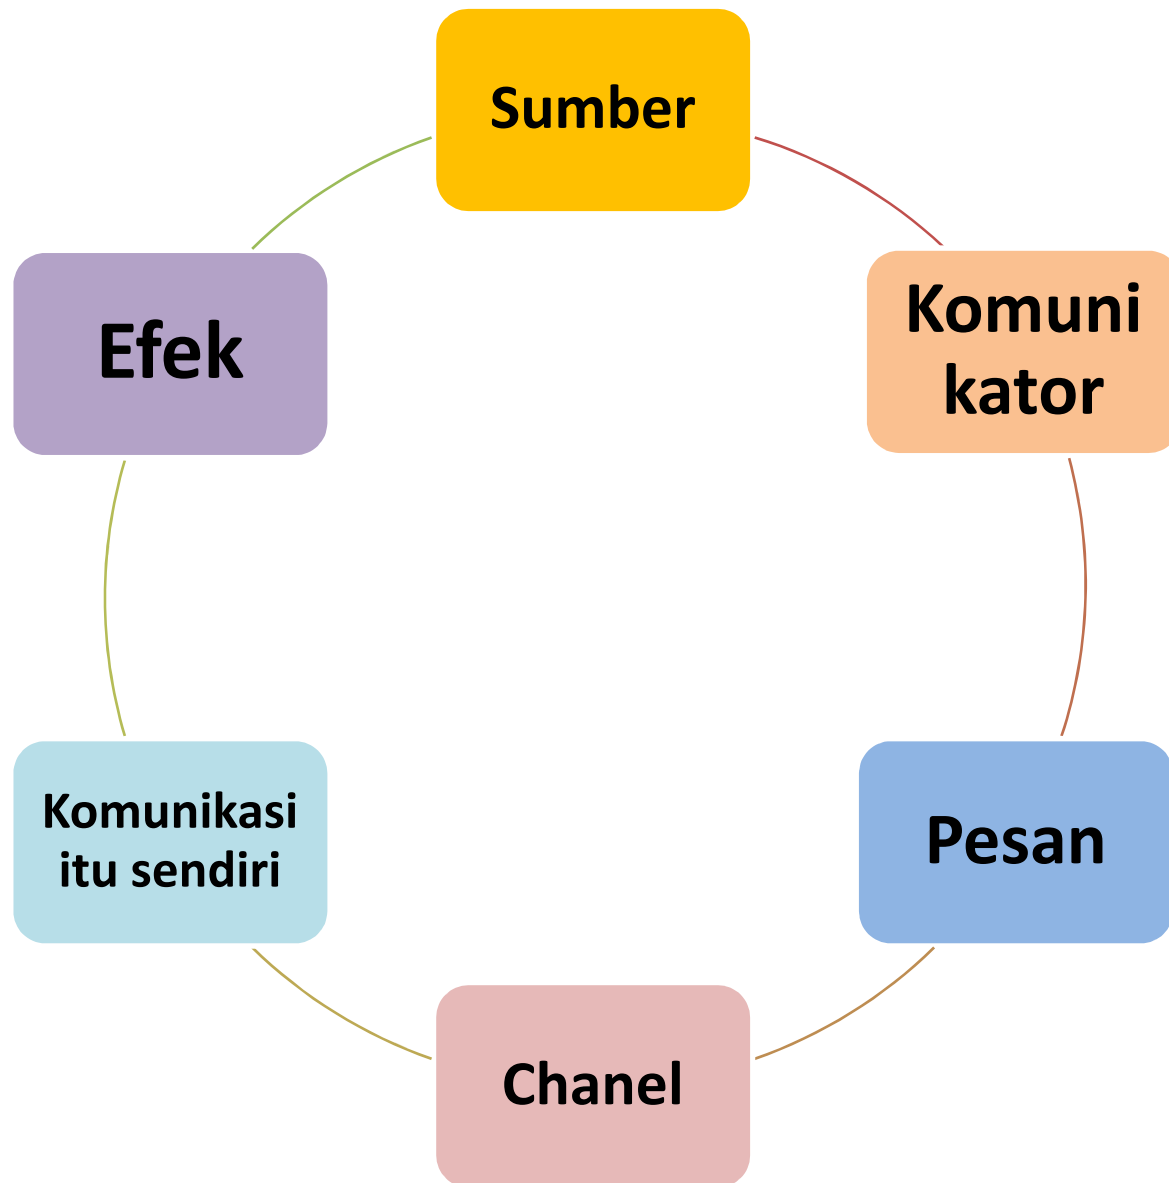 Sumber
Komuni
kator
Pesan
Chanel
Komunikasi
itu sendiri
Efek